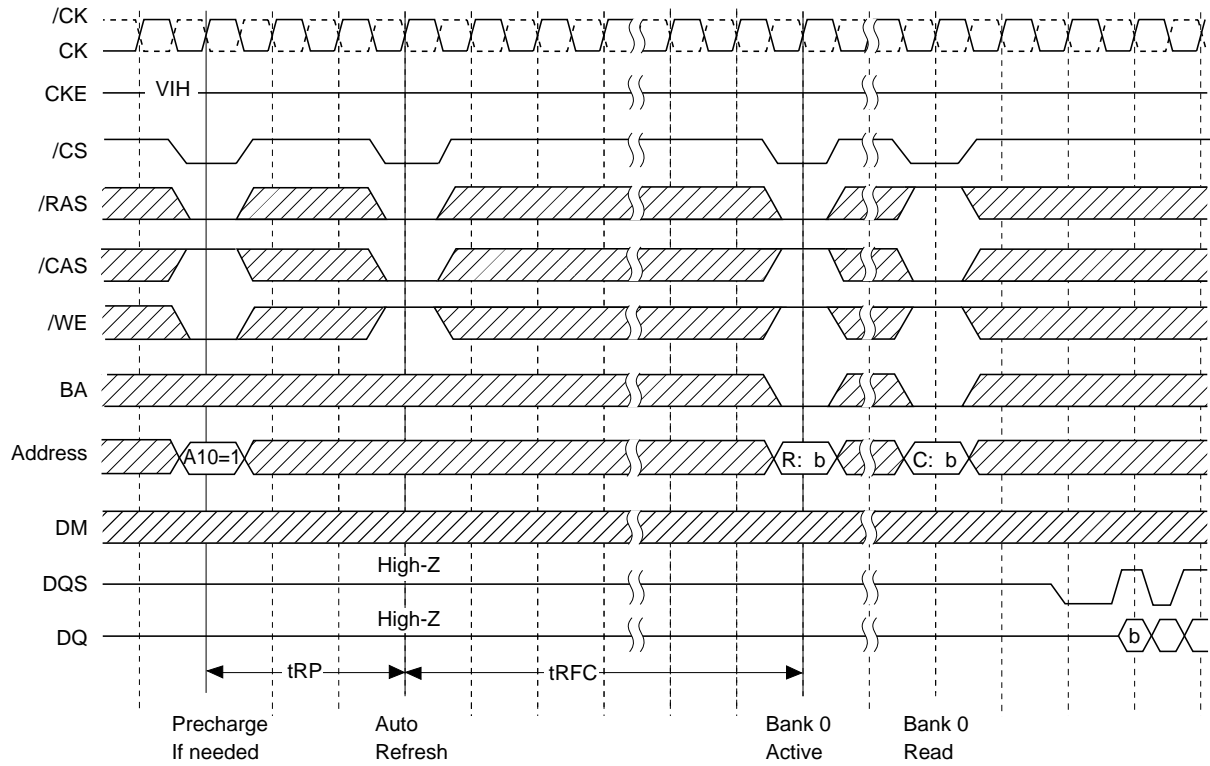 /CK
CK
CKE
VIH
/CS
/RAS
/CAS
/WE
BA
Address
A10=1
R: b
C: b
DM
High-Z
DQS
High-Z
DQ
b
tRP
tRFC
Precharge
If needed
Auto
Refresh
Bank 0
Active
Bank 0
Read